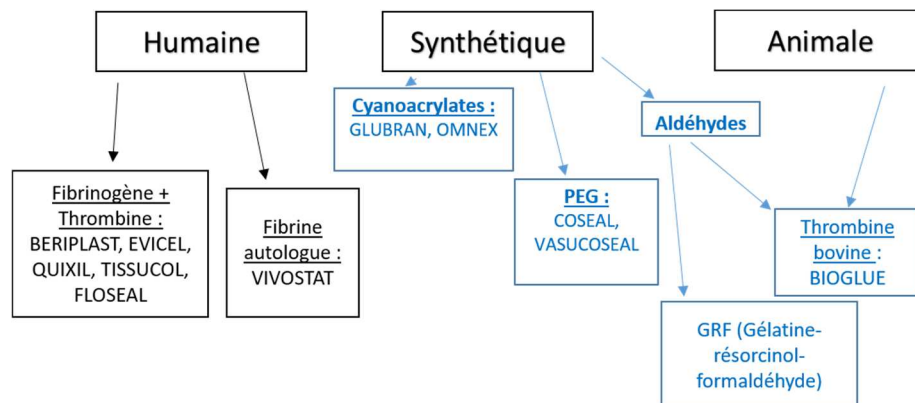 Humaine
Synthétique
Animale
Cyanoacrylates :
GLUBRAN, OMNEX
Aldéhydes
Fibrinogène +
Thrombine :
BERIPLAST, EVICEL,
QUIXIL, TISSUCOL,
FLOSEAL
Fibrine
autologue :
VIVOSTAT
PEG :
COSEAL,
VASUCOSEAL
Thrombine
bovine :
BIOGLUE
GRF (Gélatine-
résorcinol-
formaldéhyde)